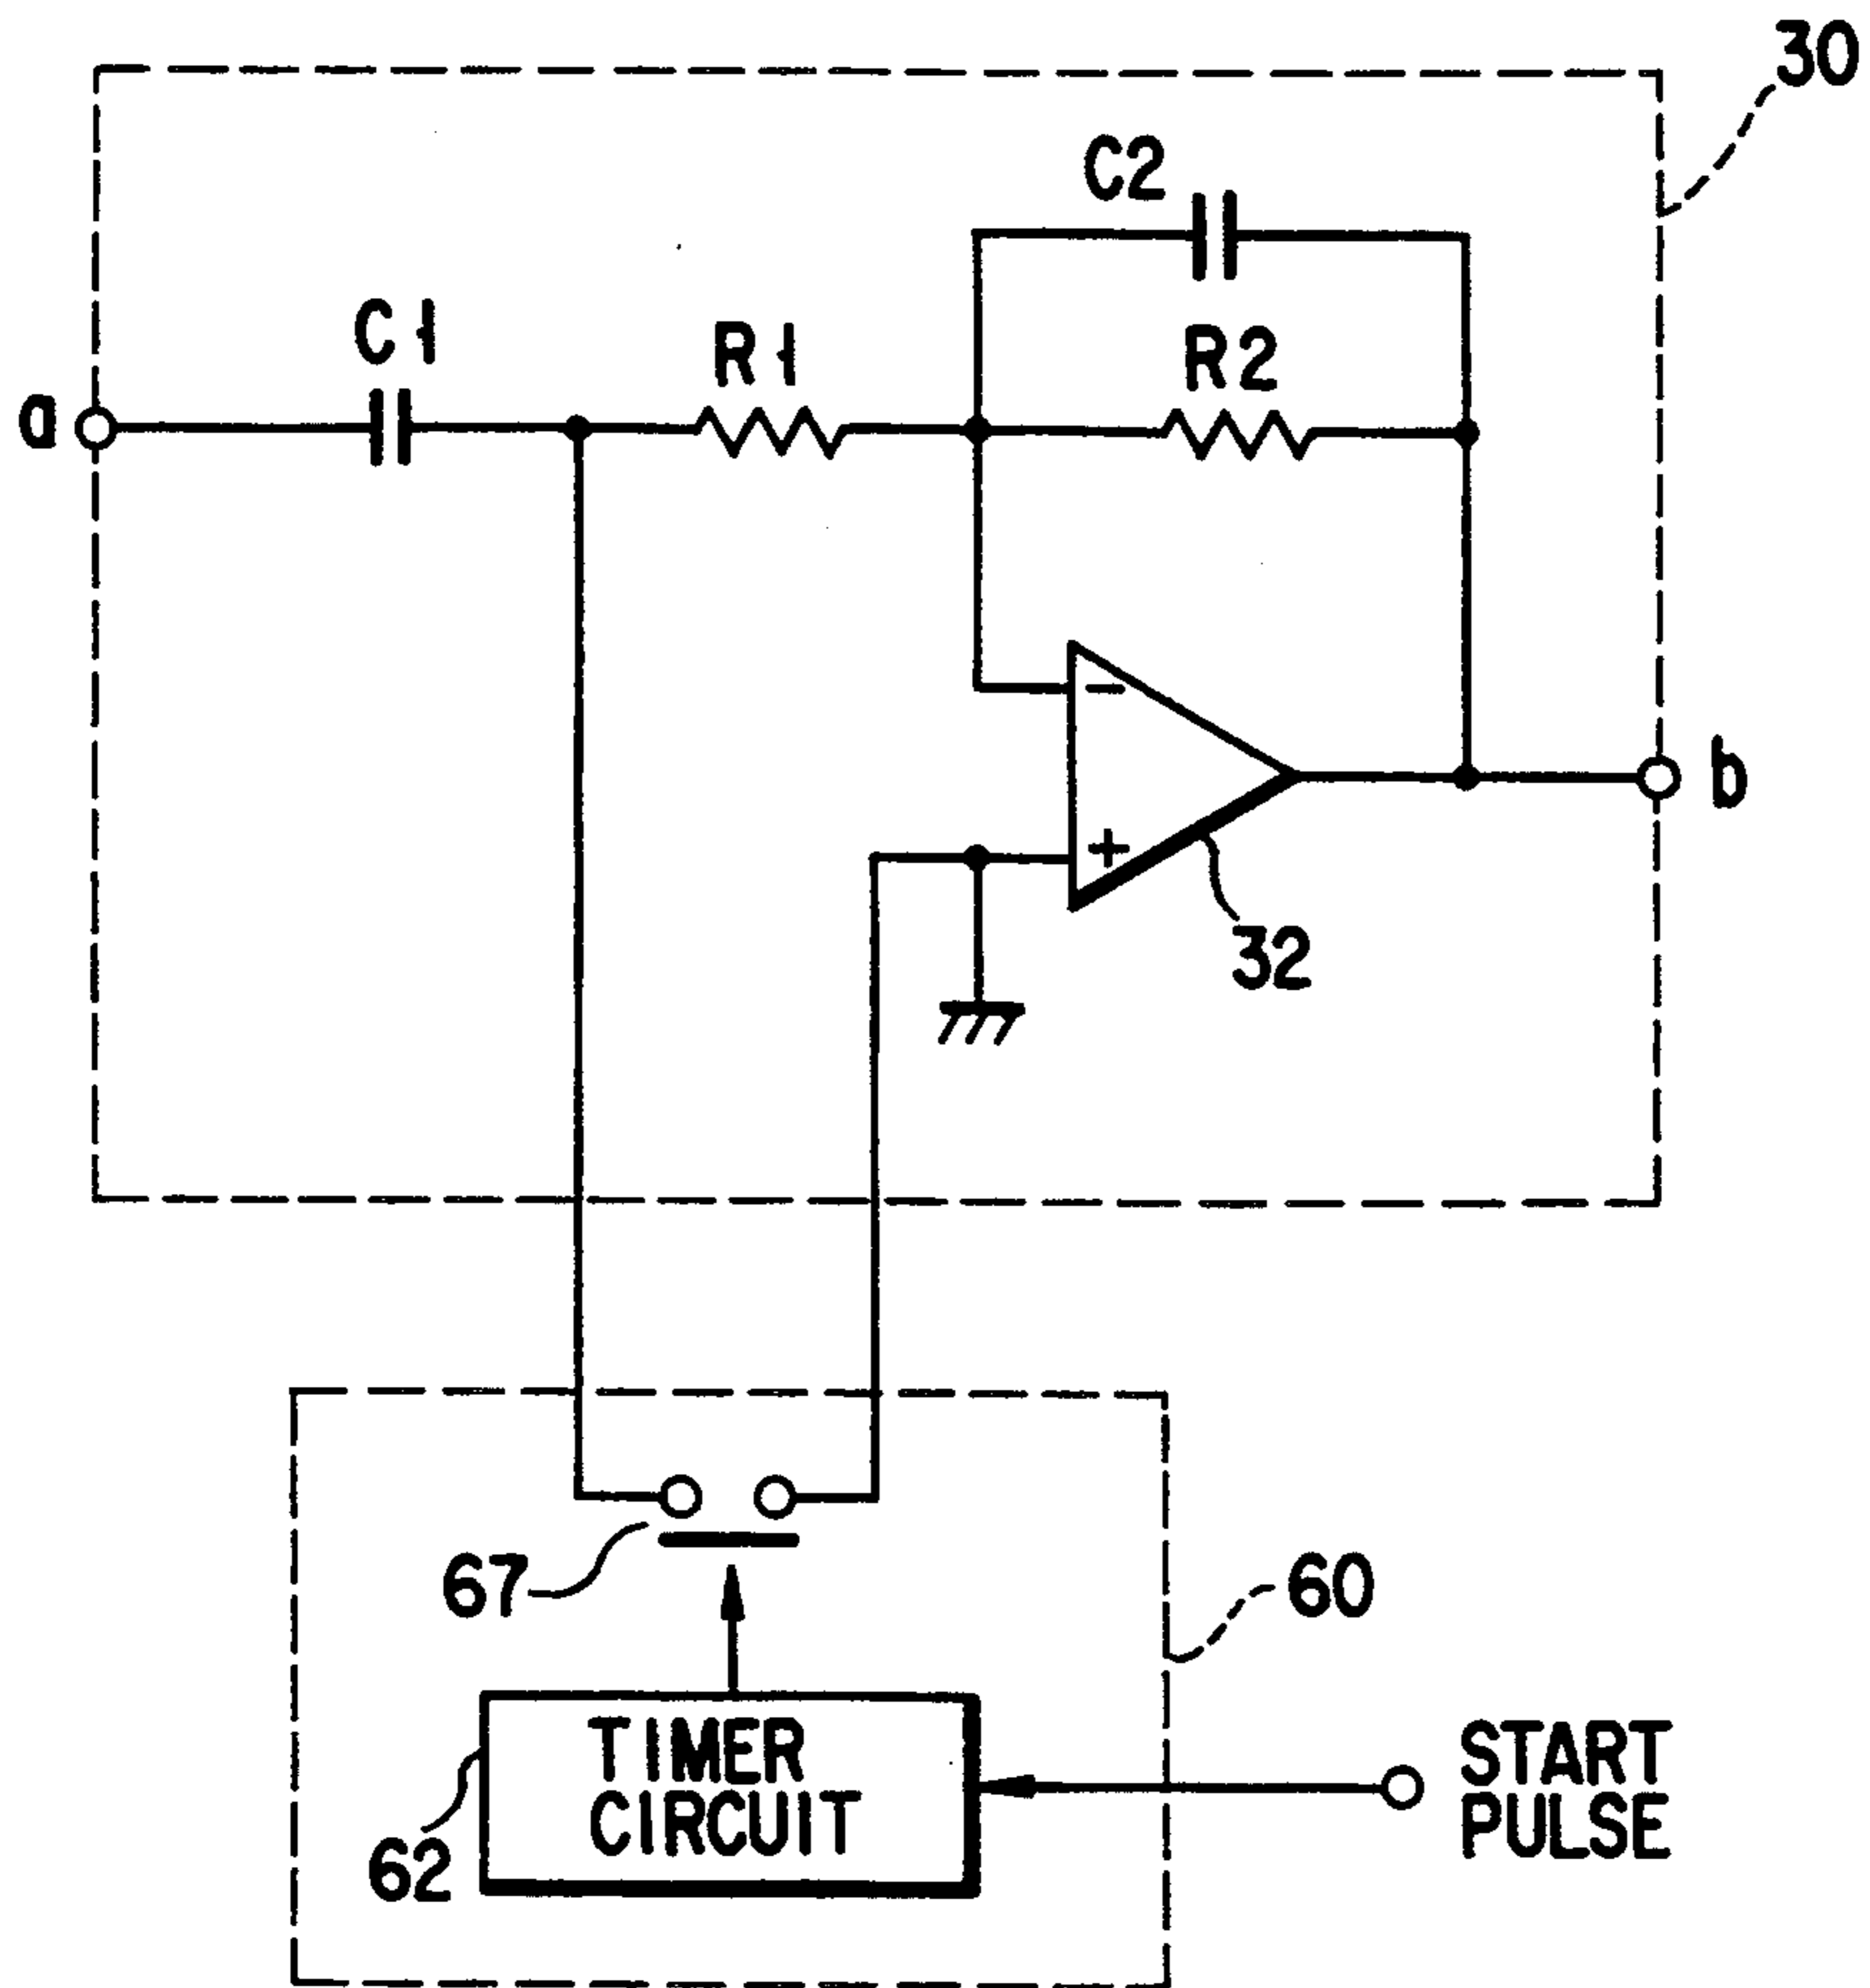 30
C2
C1
R1
R2
a
b
-
+
32
67
60
TIMER
CIRCUIT
START
PULSE
62